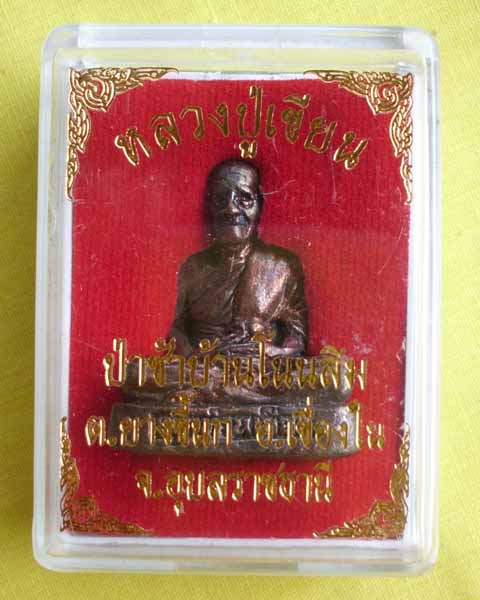 หลวงปู่เขียน
ป่าช้าบ้านโนนสิม
ต.ยางขี้นก อ.เขื่องใน
จ.อุบลราชธานี